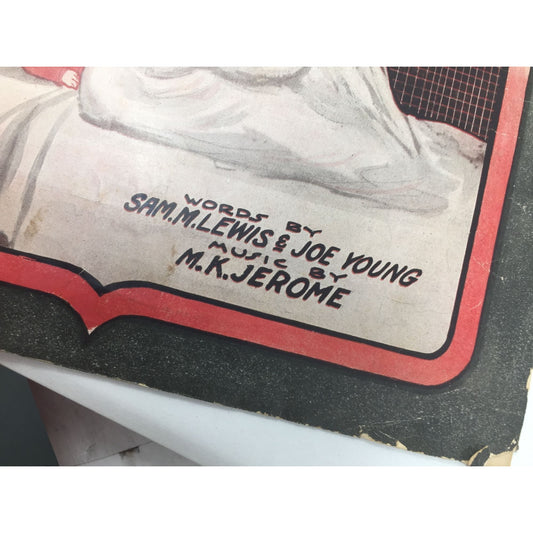 WORDS BY
SAM. M. LEWIS & JOE YOUNG
MUSIC BY
M. K. JEROME